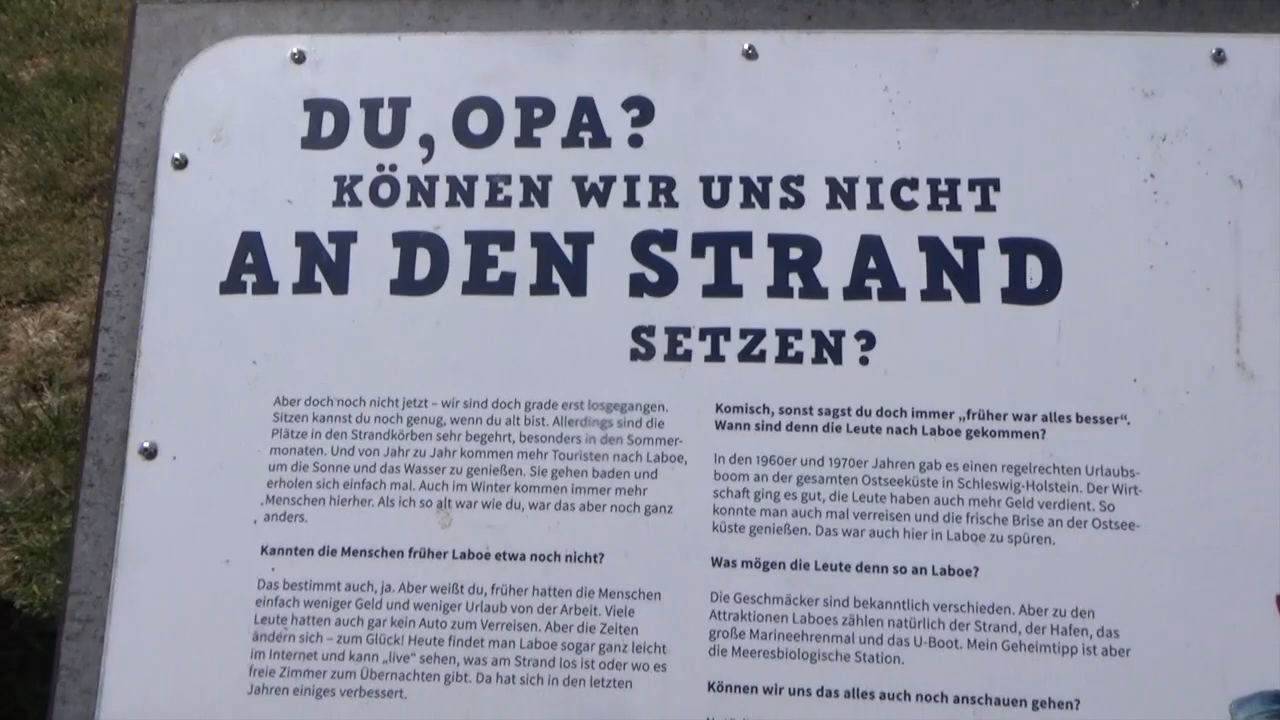 DU, OPA?
KÖNNEN WIR UNS NICHT
AN DEN STRAND
SETZEN?
Aber doch noch nicht jetzt – wir sind doch grade erst losgegangen.
Sitzen kannst du noch genug, wenn du alt bist. Allerdings sind die
Plätze in den Strandkörben sehr begehrt, besonders in den Sommer-
monaten. Und von Jahr zu Jahr kommen mehr Touristen nach Laboe,
um die Sonne und das Wasser zu genießen. Sie gehen baden und
erholen sich einfach mal. Auch im Winter kommen immer mehr
Menschen hierher. Als ich so alt war wie du, war das aber noch ganz
anders.
Kannten die Menschen früher Laboe etwa noch nicht?
Das bestimmt auch, ja. Aber weißt du, früher hatten die Menschen
einfach weniger Geld und weniger Urlaub von der Arbeit. Viele
Leute hatten auch gar kein Auto zum Verreisen. Aber die Zeiten
ändern sich – zum Glück! Heute findet man Laboe sogar ganz leicht
im Internet und kann „live“ sehen, was am Strand los ist oder wo es
freie Zimmer zum Übernachten gibt. Da hat sich in den letzten
Jahren einiges verbessert.
Komisch, sonst sagst du doch immer „früher war alles besser“.
Wann sind denn die Leute nach Laboe gekommen?
In den 1960er und 1970er Jahren gab es einen regelrechten Urlaubs-
boom an der gesamten Ostseeküste in Schleswig-Holstein. Der Wirt-
schaft ging es gut, die Leute haben auch mehr Geld verdient. So
konnte man auch mal verreisen und die frische Brise an der Ostsee-
küste genießen. Das war auch hier in Laboe zu spüren.
Was mögen die Leute denn so an Laboe?
Die Geschmäcker sind bekanntlich verschieden. Aber zu den
Attraktionen Laboes zählen natürlich der Strand, der Hafen, das
große Marineehrenmal und das U-Boot. Mein Geheimtipp ist aber
die Meeresbiologische Station.
Können wir uns das alles auch noch anschauen gehen?